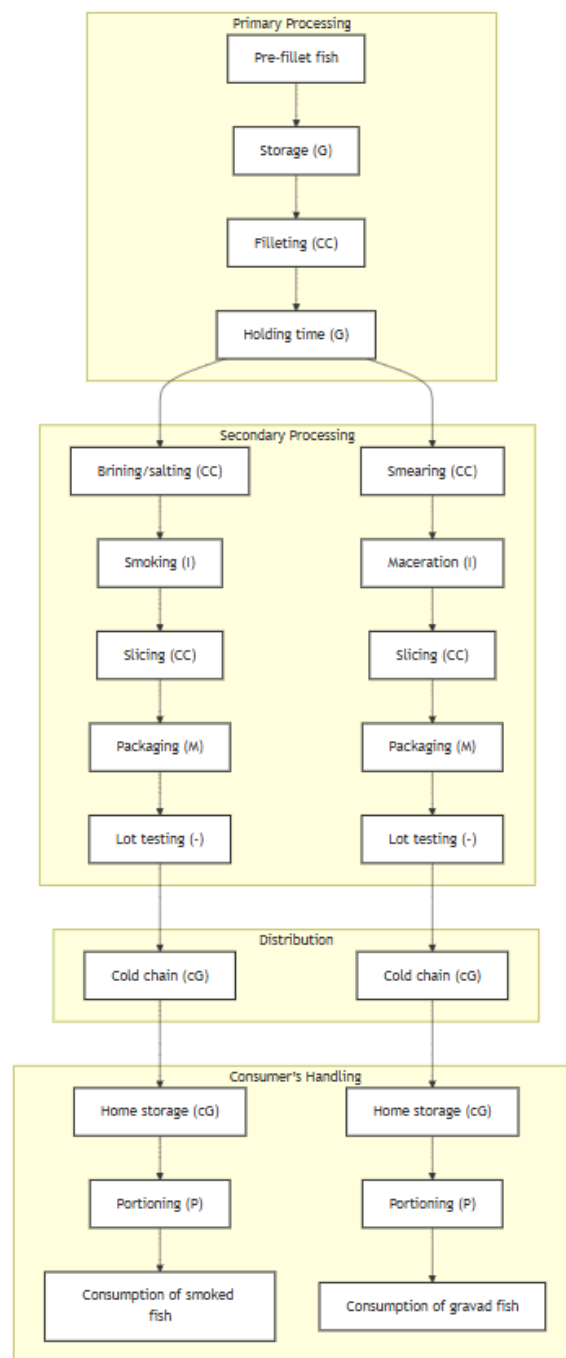 Primary Processing
Pre-fillet fish
Storage (G)
Filleting (CC)
Holding time (G)
Secondary Processing
Brining/salting (CC)
Smearing (CC)
Smoking (I)
Maceration (I)
Slicing (CC)
Slicing (CC)
Packaging (M)
Packaging (M)
Lot testing (-)
Lot testing (-)
Distribution
Cold chain (cG)
Cold chain (cG)
Consumer's Handling
Home storage (cG)
Home storage (cG)
Portioning (P)
Portioning (P)
Consumption of smoked
fish
Consumption of gravad fish